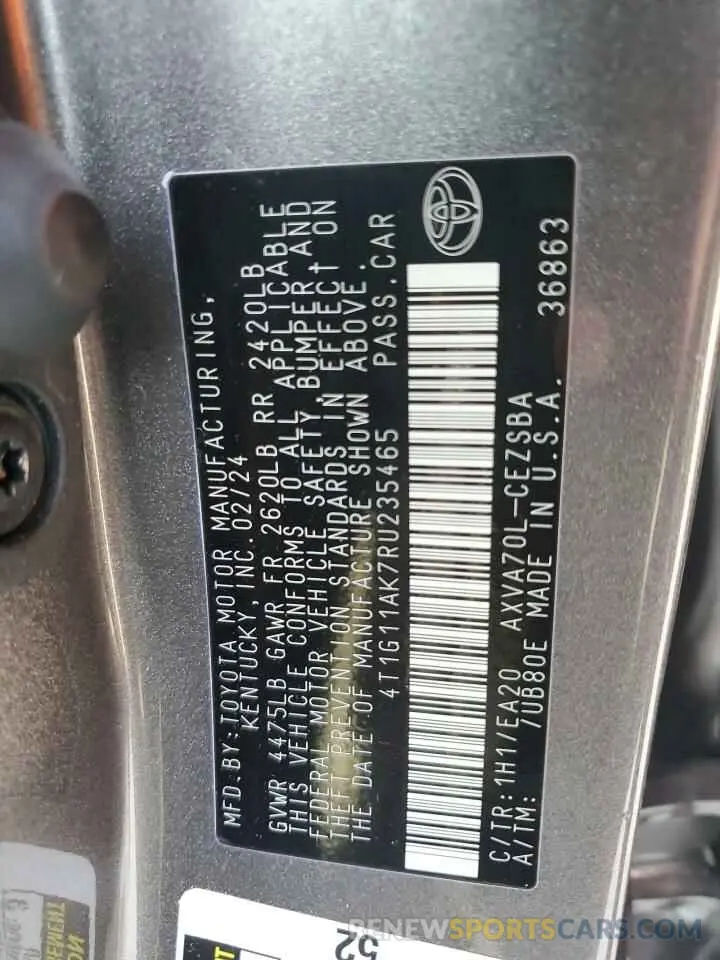 MFD.BY:TOYOTA MOTOR MANUFACTURING,
KENTUCKY, INC. 02/24
GVWR 4475LB GAWR FR 2620LB RR 2420LB
THIS VEHICLE CONFORMS TO ALL APPLICABLE
FEDERAL MOTOR VEHICLE SAFETY, BUMPER, AND
THEFT PREVENTION STANDARDS IN EFFECT ON
THE DATE OF MANUFACTURE SHOWN ABOVE.
4T1G11AK7RU235465 PASS.CAR
C/TR:1H1/EA20 AXVA70L-CEZSBA
A/TM: /UB80E MADE IN U.S.A. 36863
52
RENEWSPORTSCARS.COM